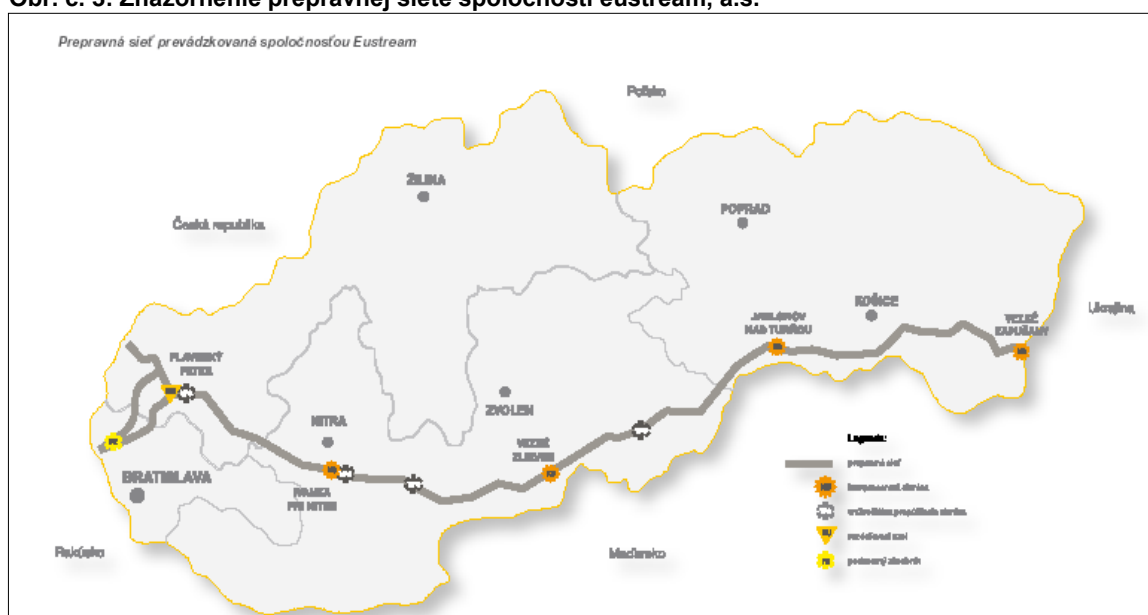 Obr. č. 3: Znázornenie prepravnej siete spoločnosti eustream, a.s.
Prepravná sieť prevádzkovaná spoločnosťou Eustream
Poľsko
ŽILINA
POPRAD
Česká republika
KOŠICE
Ukrajina
JABLONOV
NAD TURŇOU
VEĽKÉ
KAPUŠANY
PLAVECKÝ
PETER
ZVOLEN
NITRA
VEĽKÉ
ZLIEVCE
Legenda:
BRATISLAVA
prepravná sieť
IVANKA
PRI NITRE
kompresorová stanica
Rakúsko
Maďarsko
rozdeľovací uzol
podzemný zásobník